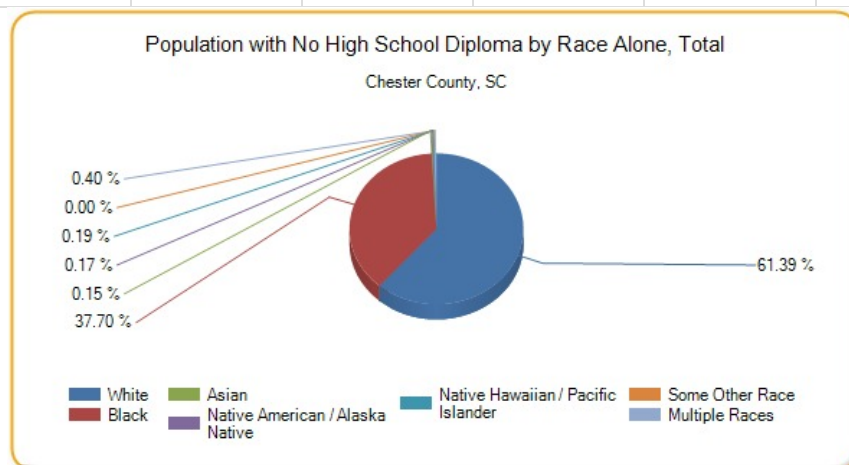 Population with No High School Diploma by Race Alone, Total
Chester County, SC
0.40 %
0.00 %
0.19 %
0.17 %
0.15 %
37.70 %
61.39 %
White
Black
Asian
Native American / Alaska
Native
Native Hawaiian / Pacific
Islander
Some Other Race
Multiple Races